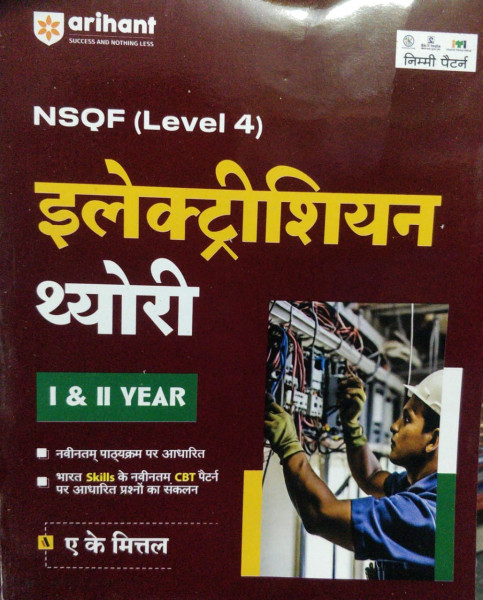 arihant
SUCCESS AND NOTHING LESS
निम्मी पैटर्न
NSQF (Level 4)
इलेक्ट्रीशियन
थ्योरी
I & II YEAR
नवीनतम् पाठ्यक्रम पर आधारित
भारत Skills के नवीनतम CBT पैटर्न
पर आधारित प्रश्नों का संकलन
ए के मित्तल